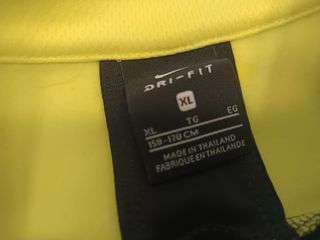 DRI-FIT
XL
XL TG EG
158-170 CM
MADE IN THAILAND
FABRIQUE EN THAILANDE